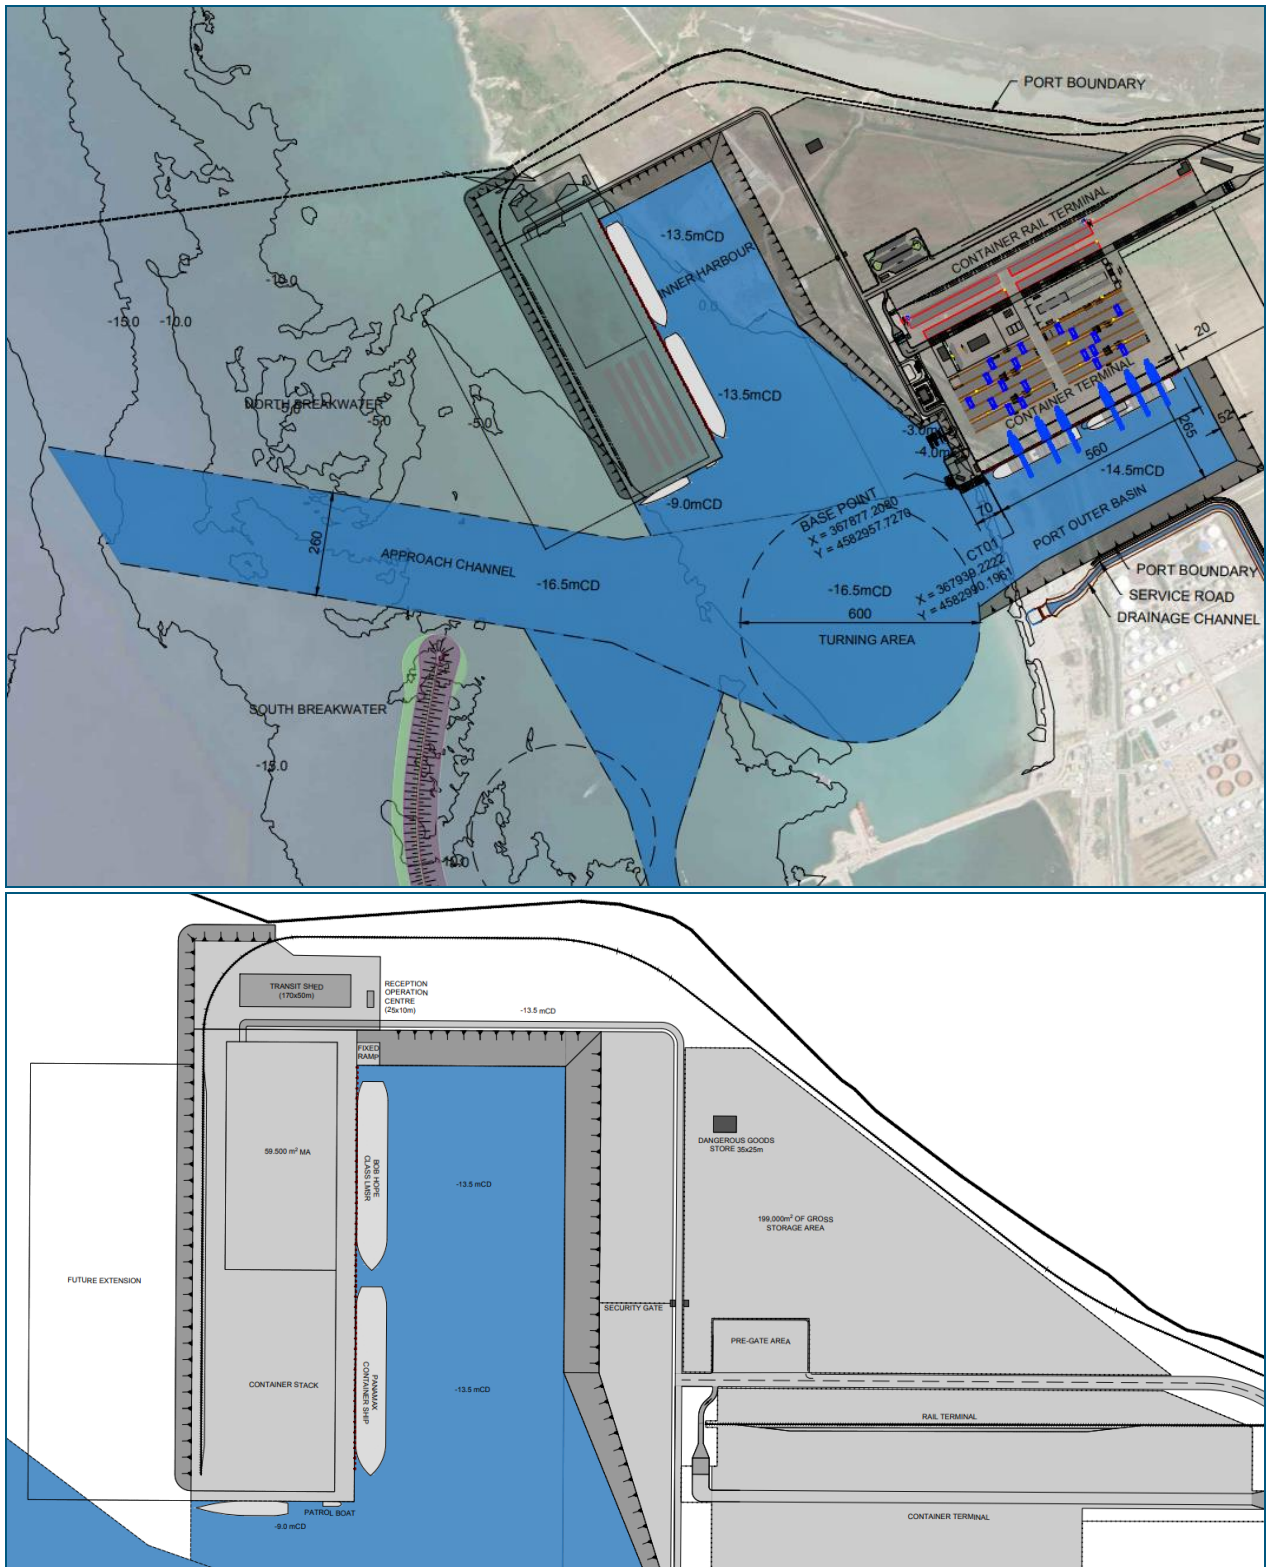 PORT BOUNDARY
CONTAINER RAIL TERMINAL
-13.5mCD
INNER HARBOUR
0.0
-10.0
-15.0
-10.0
20
NORTH BREAKWATER
-5.0
-5.0
-5.0
-13.5mCD
CONTAINER TERMINAL
-3.0m
-4.0m
560
265
52
-14.5mCD
-9.0mCD
BASE POINT
X = 367877.2080
Y = 4582957.7270
70
PORT OUTER BASIN
260
APPROACH CHANNEL
-16.5mCD
CT01
X = 367939.2222
Y = 4582990.1961
-16.5mCD
600
TURNING AREA
PORT BOUNDARY
SERVICE ROAD
DRAINAGE CHANNEL
SOUTH BREAKWATER
-15.0
TRANSIT SHED
(170x50m)
RECEPTION
OPERATION
CENTRE
(25x10m)
-13.5 mCD
FIXED
RAMP
59.500 m² MA
BOB HOPE
CLASS LMSR
-13.5 mCD
DANGEROUS GOODS
STORE 35x25m
199,000m² OF GROSS
STORAGE AREA
FUTURE EXTENSION
SECURITY GATE
PRE-GATE AREA
CONTAINER STACK
PANAMAX
CONTAINER SHIP
-13.5 mCD
RAIL TERMINAL
PATROL BOAT
-9.0 mCD
CONTAINER TERMINAL